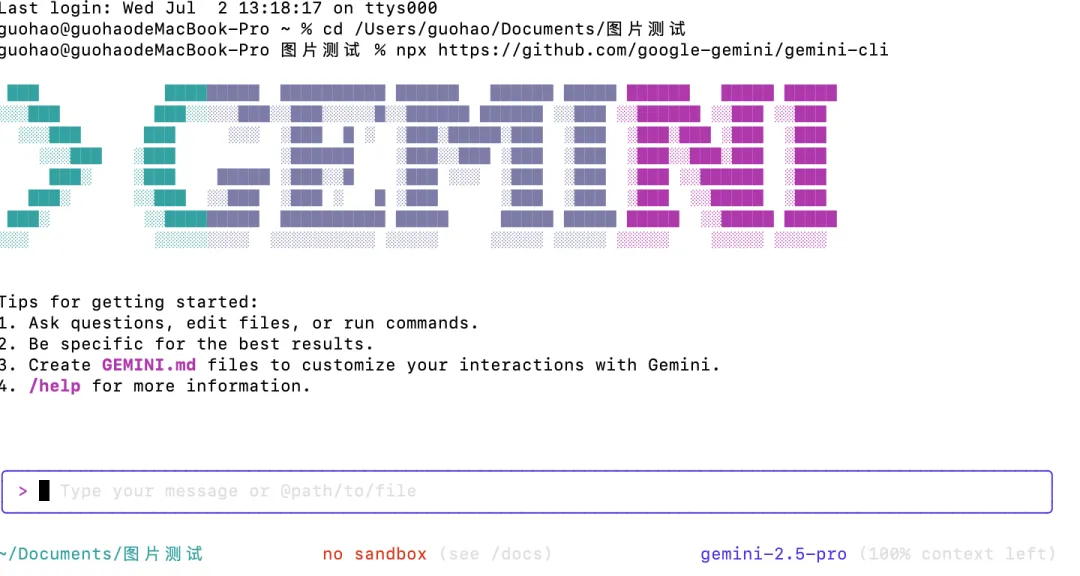 Last login: Wed Jul  2 13:18:17 on ttys000
guohao@guohaodeMacBook-Pro ~ % cd /Users/guohao/Documents/图片测试
guohao@guohaodeMacBook-Pro 图片测试 % npx https://github.com/google-gemini/gemini-cli
> GEMINI
Tips for getting started:
1. Ask questions, edit files, or run commands.
2. Be specific for the best results.
3. Create GEMINI.md files to customize your interactions with Gemini.
4. /help for more information.
> Type your message or @path/to/file
~/Documents/图片测试 no sandbox (see /docs) gemini-2.5-pro (100% context left)